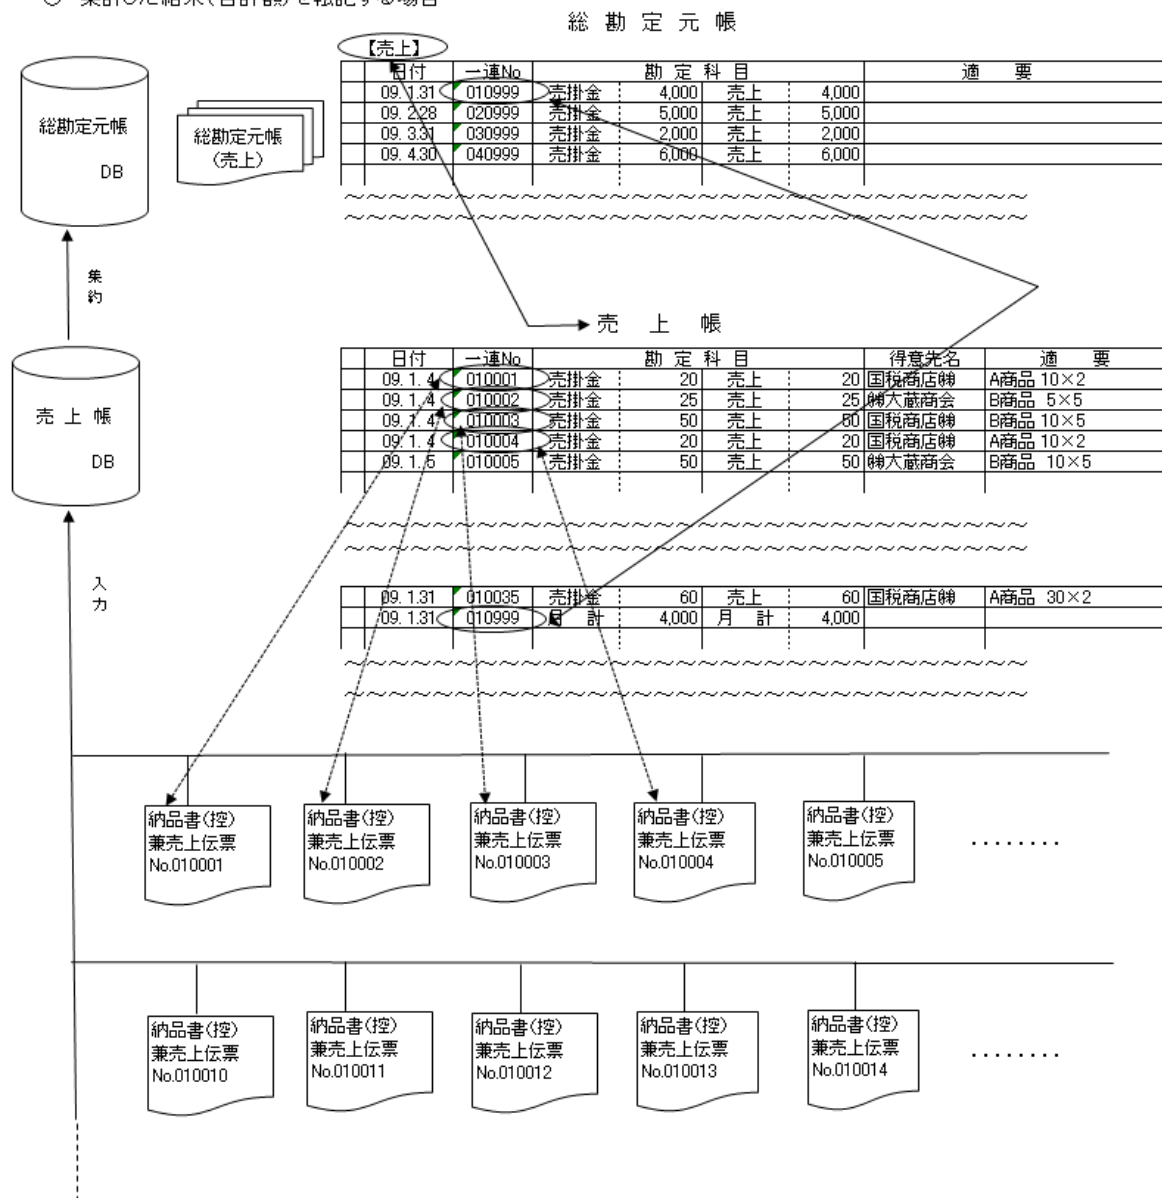 ○ 集計した結果(合計額)を転記する場合
総勘定元帳
【売上】
日付 一連No 勘定科目 適要
09. 1.31 010999 売掛金 4,000 売上 4,000
09. 2.28 020999 売掛金 5,000 売上 5,000
09. 3.31 030999 売掛金 2,000 売上 2,000
09. 4.30 040999 売掛金 6,000 売上 6,000
総勘定元帳
DB
総勘定元帳
(売上)
集約
売上帳
日付 一連No 勘定科目 得意先名 適要
09. 1. 4 010001 売掛金 20 売上 20 国税商店㈱ A商品 10×2
09. 1. 4 010002 売掛金 25 売上 25 ㈱大蔵商会 B商品 5×5
09. 1. 4 010003 売掛金 50 売上 50 国税商店㈱ B商品 10×5
09. 1. 4 010004 売掛金 20 売上 20 国税商店㈱ A商品 10×2
09. 1. 5 010005 売掛金 50 売上 50 ㈱大蔵商会 B商品 10×5
売上帳
DB
入力
09. 1.31 010035 売掛金 60 売上 60 国税商店㈱ A商品 30×2
09. 1.31 010999 月計 4,000 月計 4,000
納品書(控)
兼売上伝票
No.010001
納品書(控)
兼売上伝票
No.010002
納品書(控)
兼売上伝票
No.010003
納品書(控)
兼売上伝票
No.010004
納品書(控)
兼売上伝票
No.010005
........
納品書(控)
兼売上伝票
No.010010
納品書(控)
兼売上伝票
No.010011
納品書(控)
兼売上伝票
No.010012
納品書(控)
兼売上伝票
No.010013
納品書(控)
兼売上伝票
No.010014
........